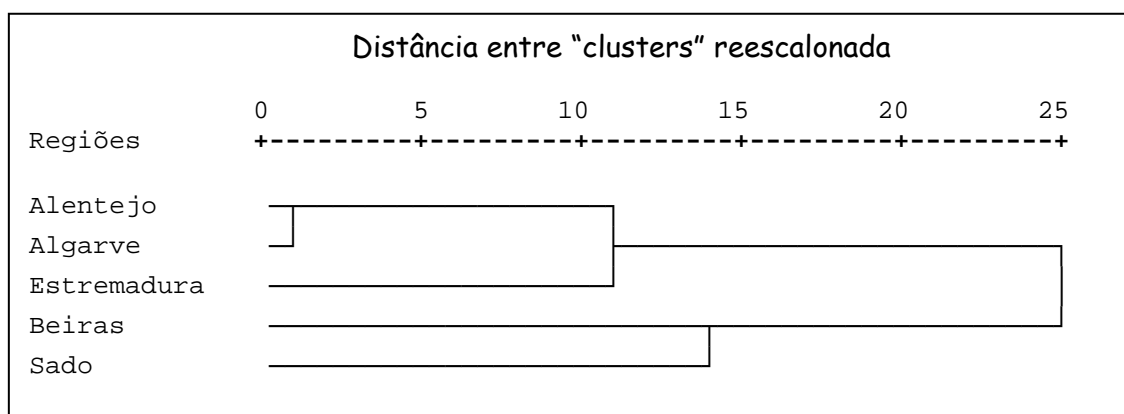 Distância entre “clusters” reescalonada
0 5 10 15 20 25
Regiões +---------+---------+---------+---------+---------+
Alentejo
Algarve
Estremadura
Beiras
Sado